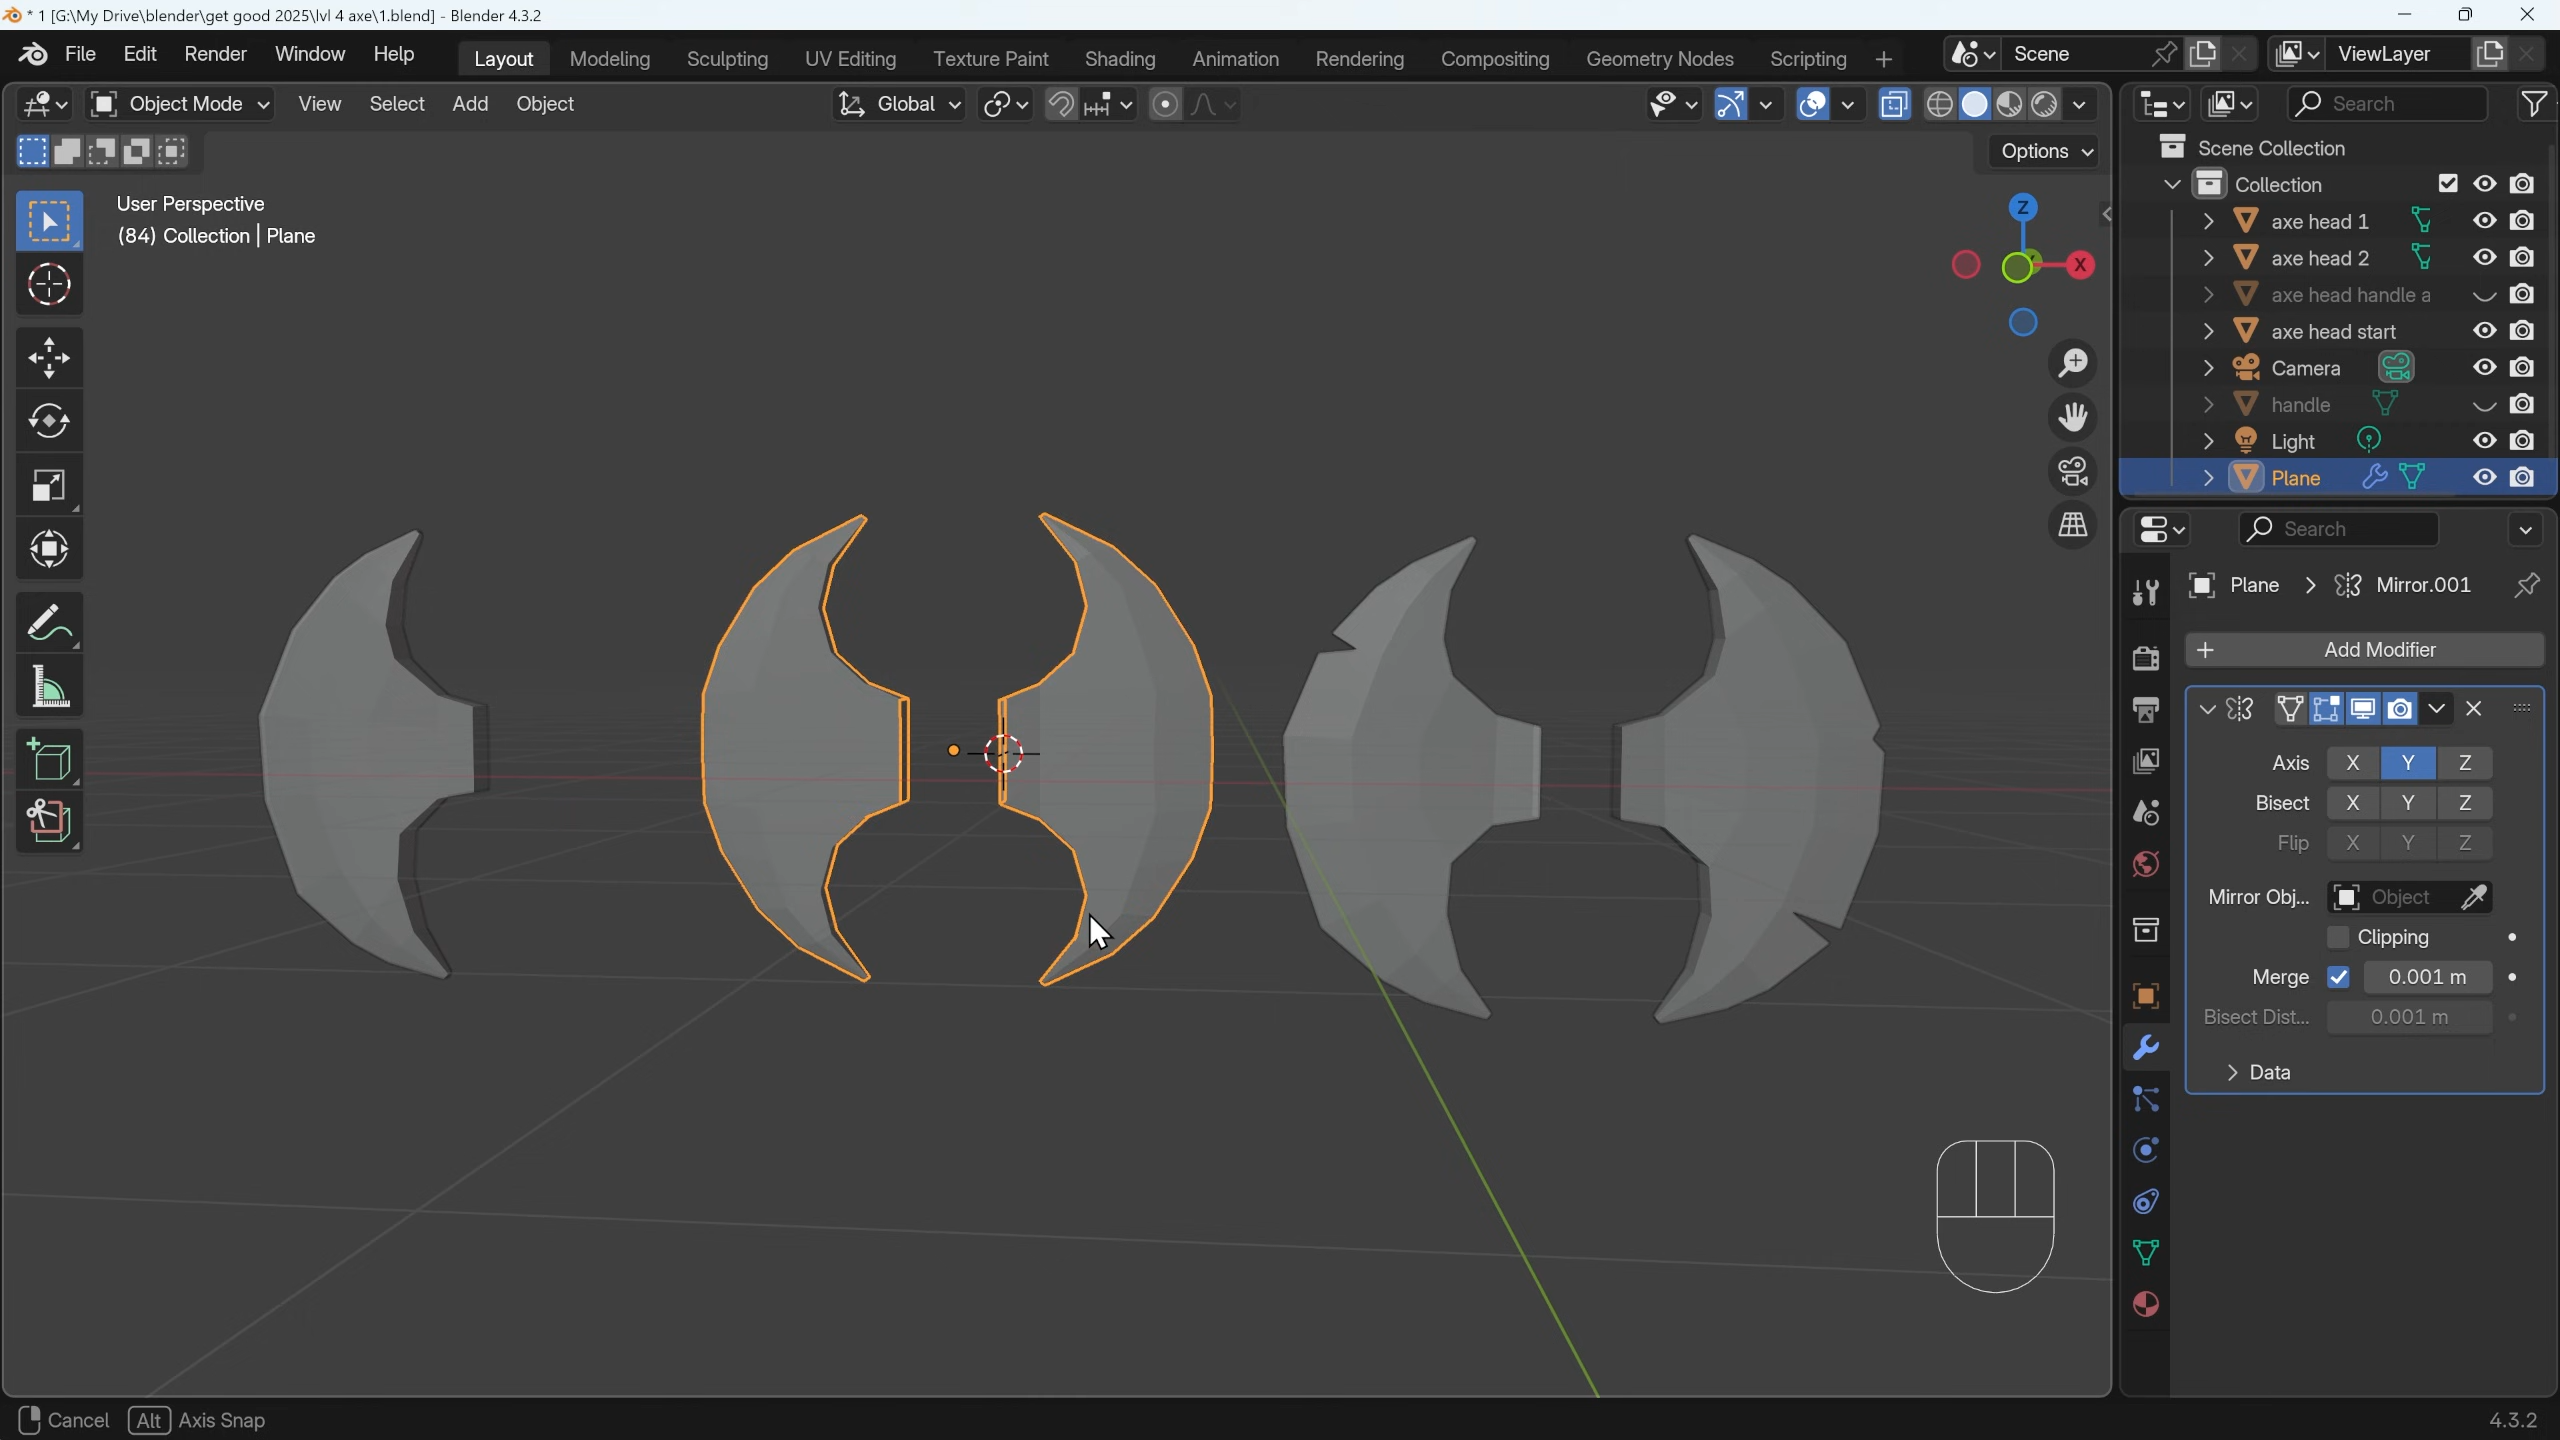 * 1 [G:\My Drive\blender\get good 2025\lvl 4 axe\1.blend] - Blender 4.3.2
File Edit Render Window Help Layout Modeling Sculpting UV Editing Texture Paint Shading Animation Rendering Compositing Geometry Nodes Scripting + Scene ViewLayer
Object Mode View Select Add Object Global Search
Options
User Perspective
(84) Collection | Plane
Z
X
Scene Collection
Collection
axe head 1
axe head 2
axe head handle a
axe head start
Camera
handle
Light
Plane
Search
Plane > Mirror.001
+ Add Modifier
Axis X Y Z
Bisect X Y Z
Flip X Y Z
Mirror Obj... Object
Clipping
Merge 0.001 m
Bisect Dist... 0.001 m
Data
Cancel Alt Axis Snap
4.3.2